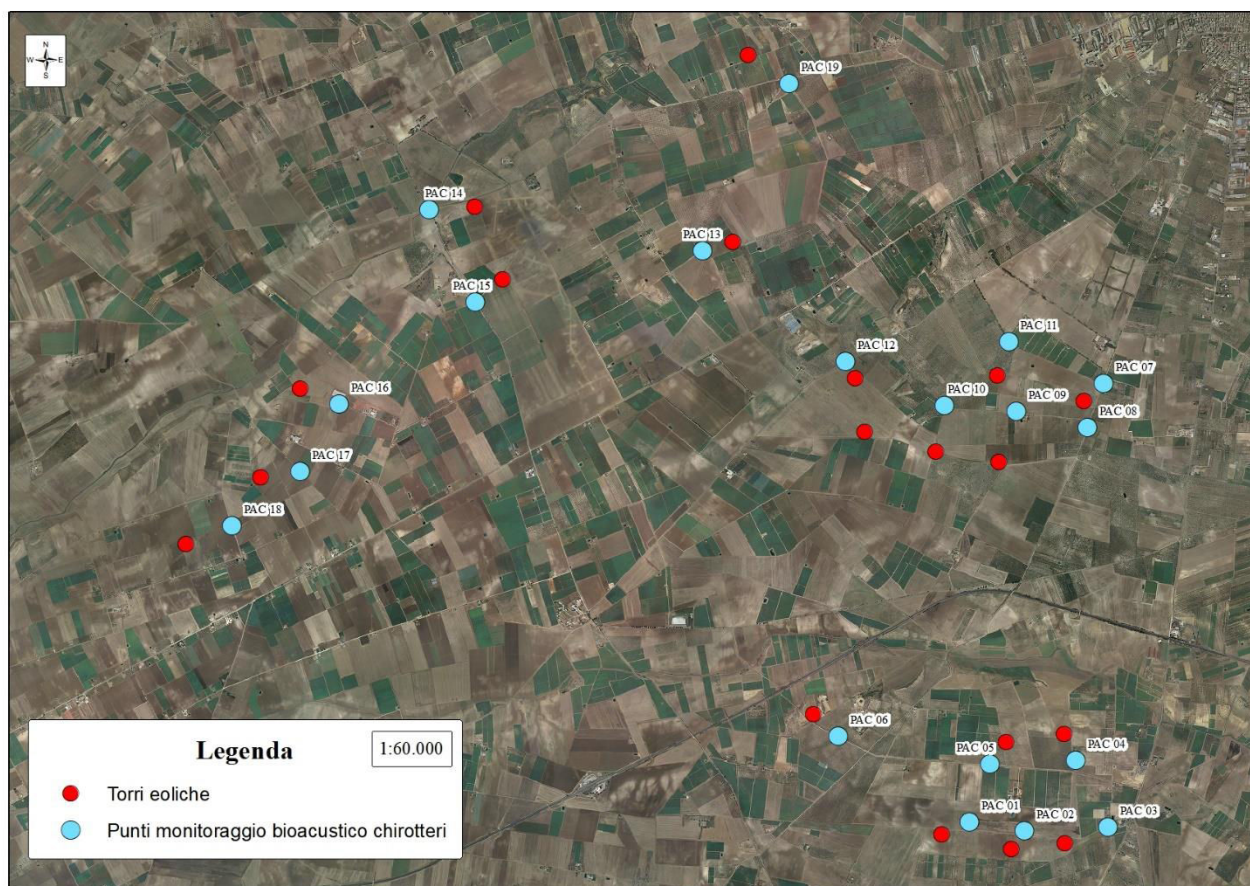 N
W E
S
PAC 19
PAC 14
PAC 13
PAC 15
PAC 11
PAC 12
PAC 07
PAC 16
PAC 10
PAC 09
PAC 08
PAC 17
PAC 18
PAC 06
PAC 05
PAC 04
PAC 01
PAC 02
PAC 03
Legenda
1:60.000
Torri eoliche
Punti monitoraggio bioacustico chirotteri